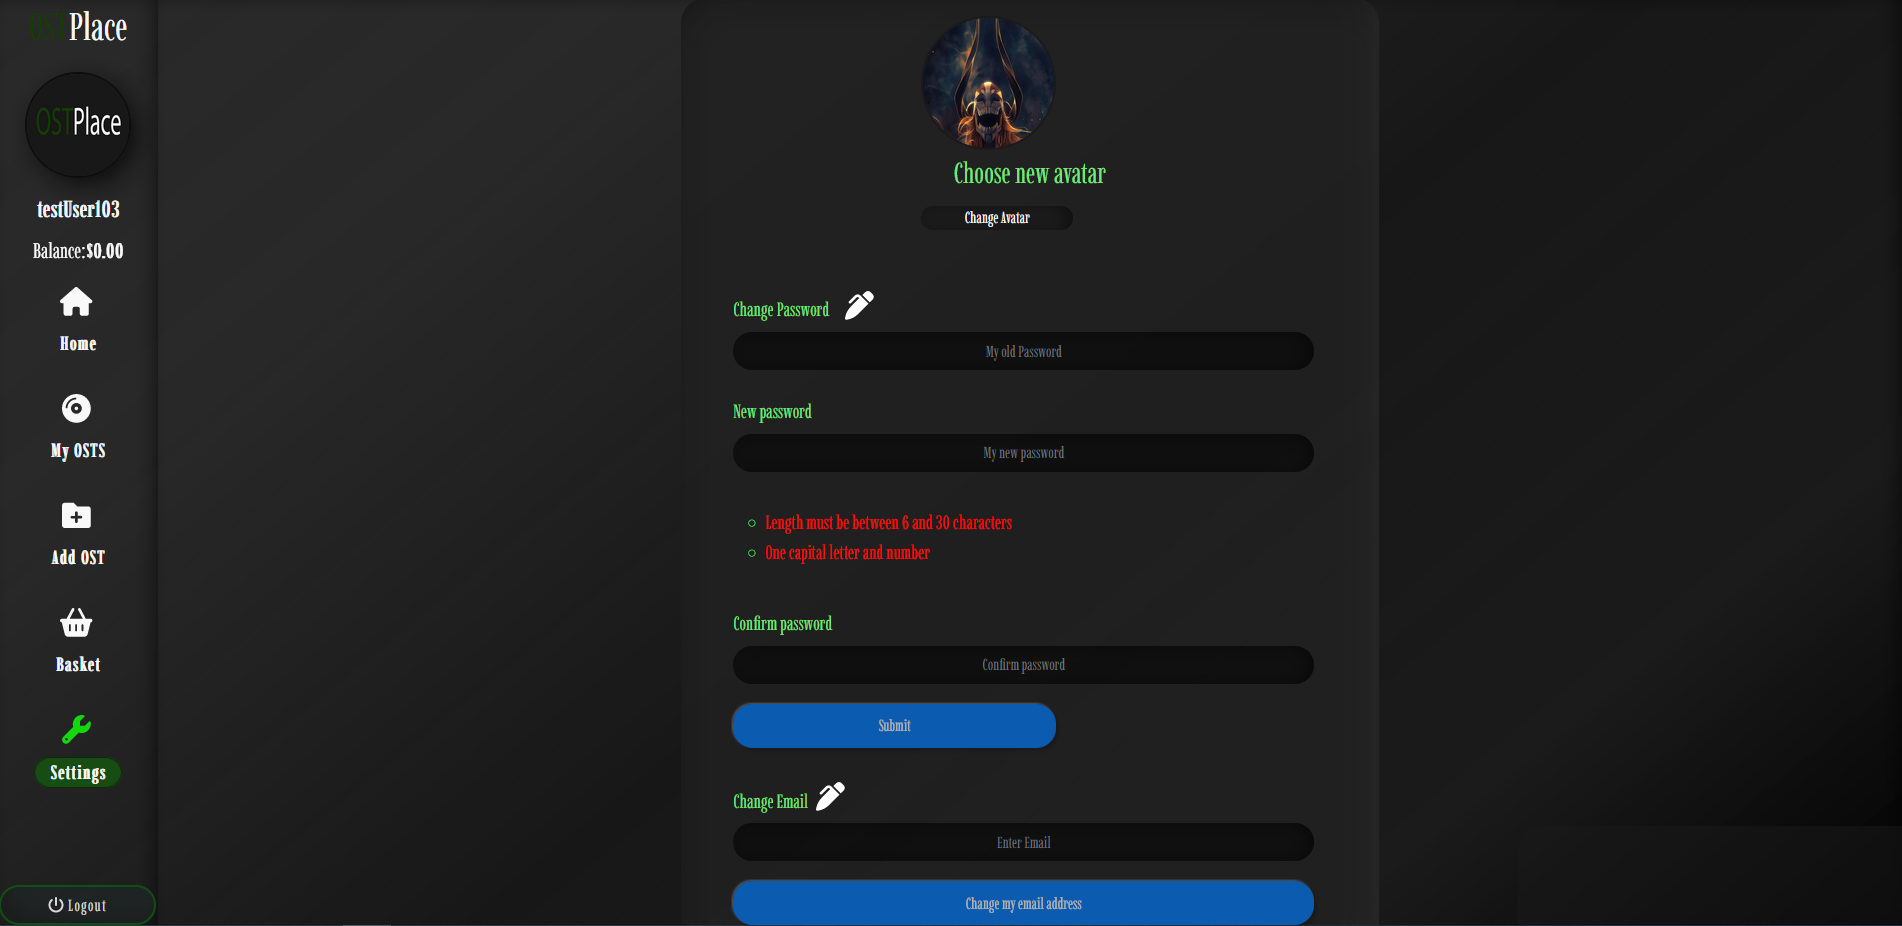 OSTPlace
OSTPlace
testUser103
Balance:$0.00
Home
My OSTS
Add OST
Basket
Settings
Logout
Choose new avatar
Change Avatar
Change Password
My old Password
New password
My new password
Length must be between 6 and 30 characters
One capital letter and number
Confirm password
Confirm password
Submit
Change Email
Enter Email
Change my email address